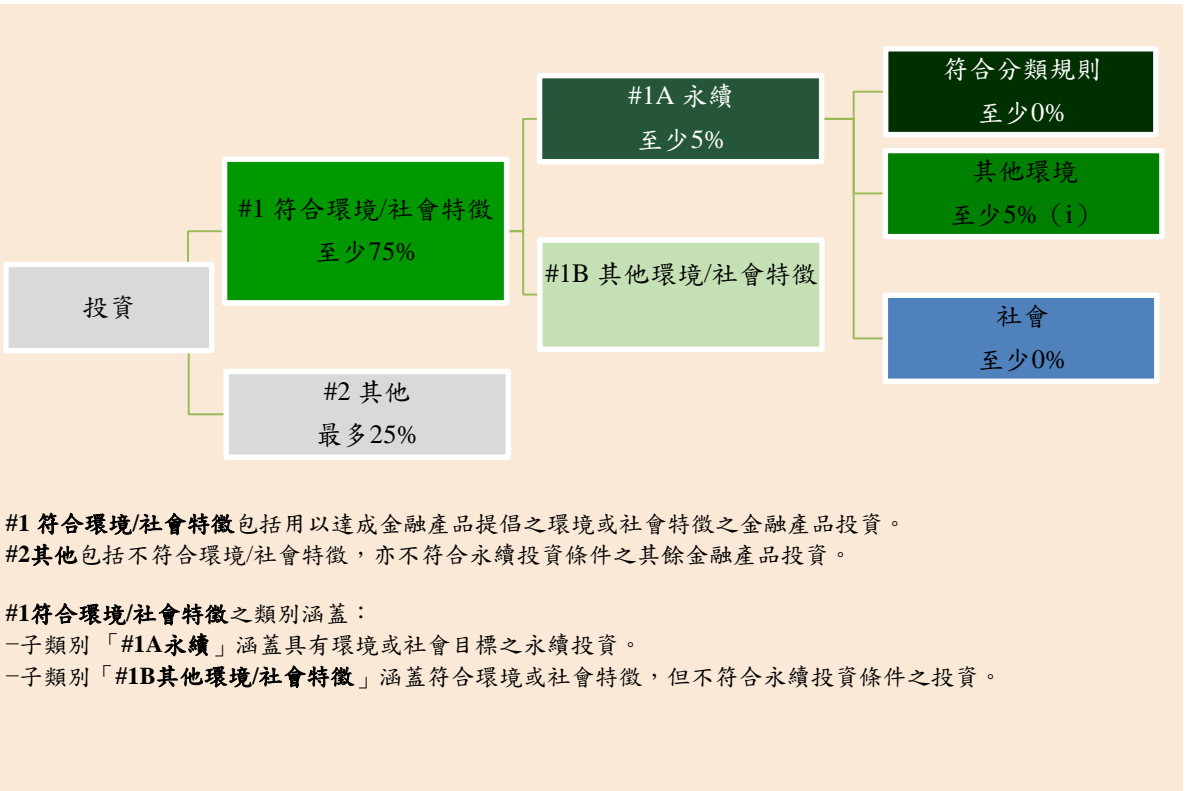 投資
#1 符合環境/社會特徵
至少75%
#2 其他
最多25%
#1A 永續
至少5%
#1B 其他環境/社會特徵
符合分類規則
至少0%
其他環境
至少5%（i）
社會
至少0%
#1 符合環境/社會特徵包括用以達成金融產品提倡之環境或社會特徵之金融產品投資。
#2其他包括不符合環境/社會特徵，亦不符合永續投資條件之其餘金融產品投資。
#1符合環境/社會特徵之類別涵蓋：
−子類別「#1A永續」涵蓋具有環境或社會目標之永續投資。
−子類別「#1B其他環境/社會特徵」涵蓋符合環境或社會特徵，但不符合永續投資條件之投資。